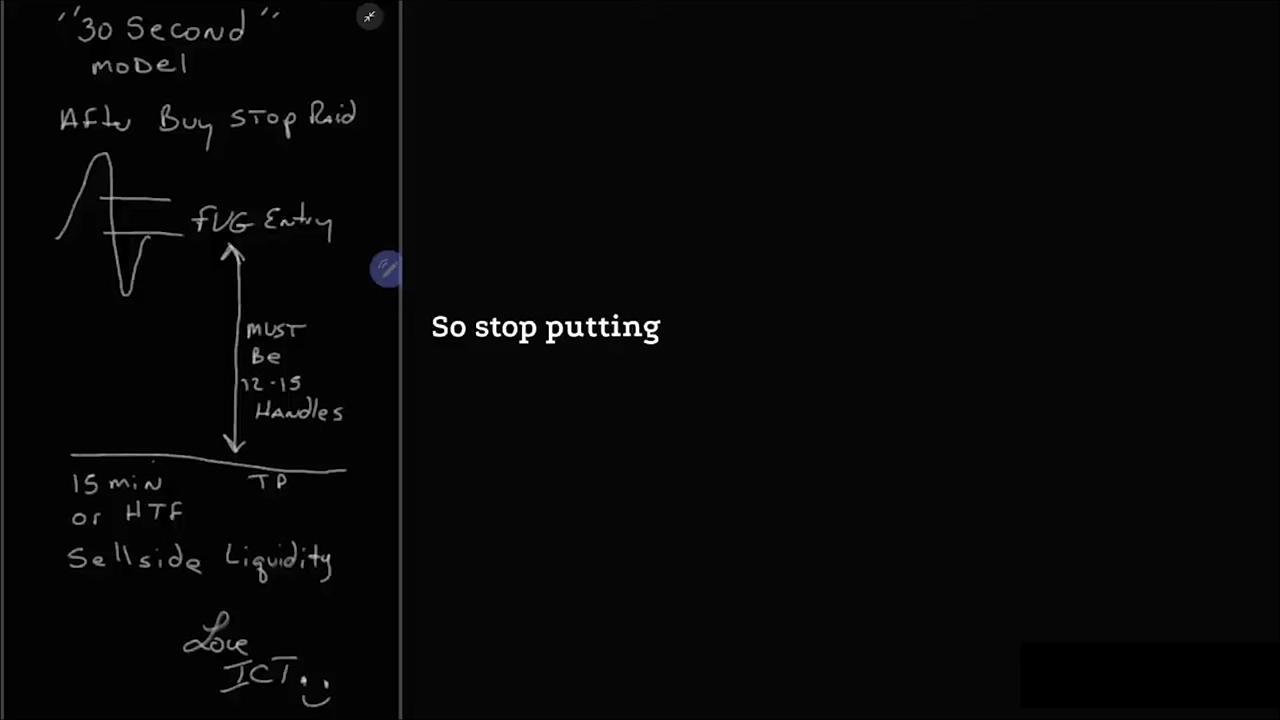 "30 Second"
moDel
After Buy STop Raid
FVG Entry
MUST
Be
12-15
HANdles
15 miN
TP
or HTF
Sellside Liquidity
Love
ICT
So stop putting